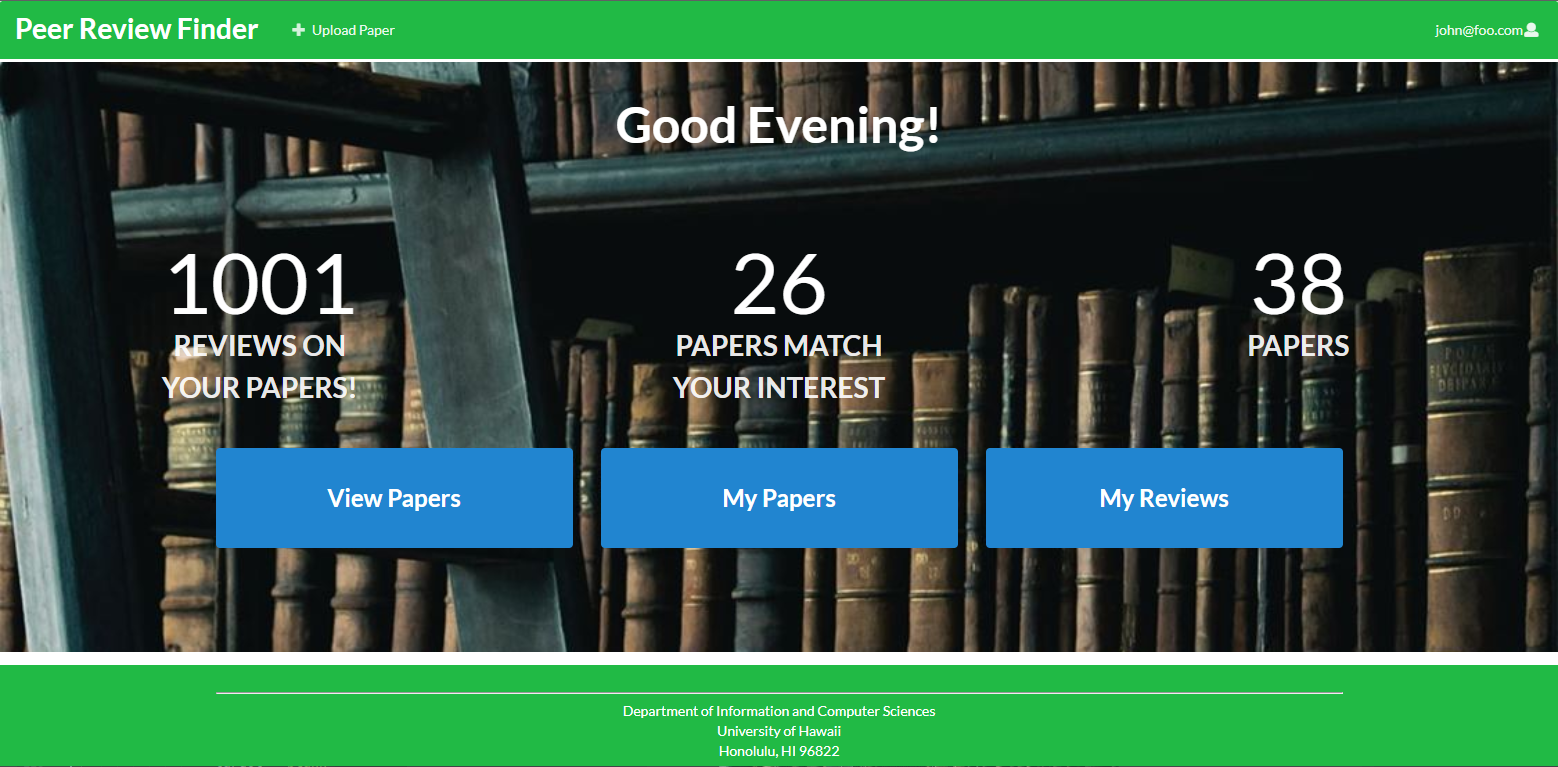 Peer Review Finder
Upload Paper
john@foo.com
Good Evening!
1001
REVIEWS ON
YOUR PAPERS!
26
PAPERS MATCH
YOUR INTEREST
38
PAPERS
View Papers
My Papers
My Reviews
Department of Information and Computer Sciences
University of Hawaii
Honolulu, HI 96822